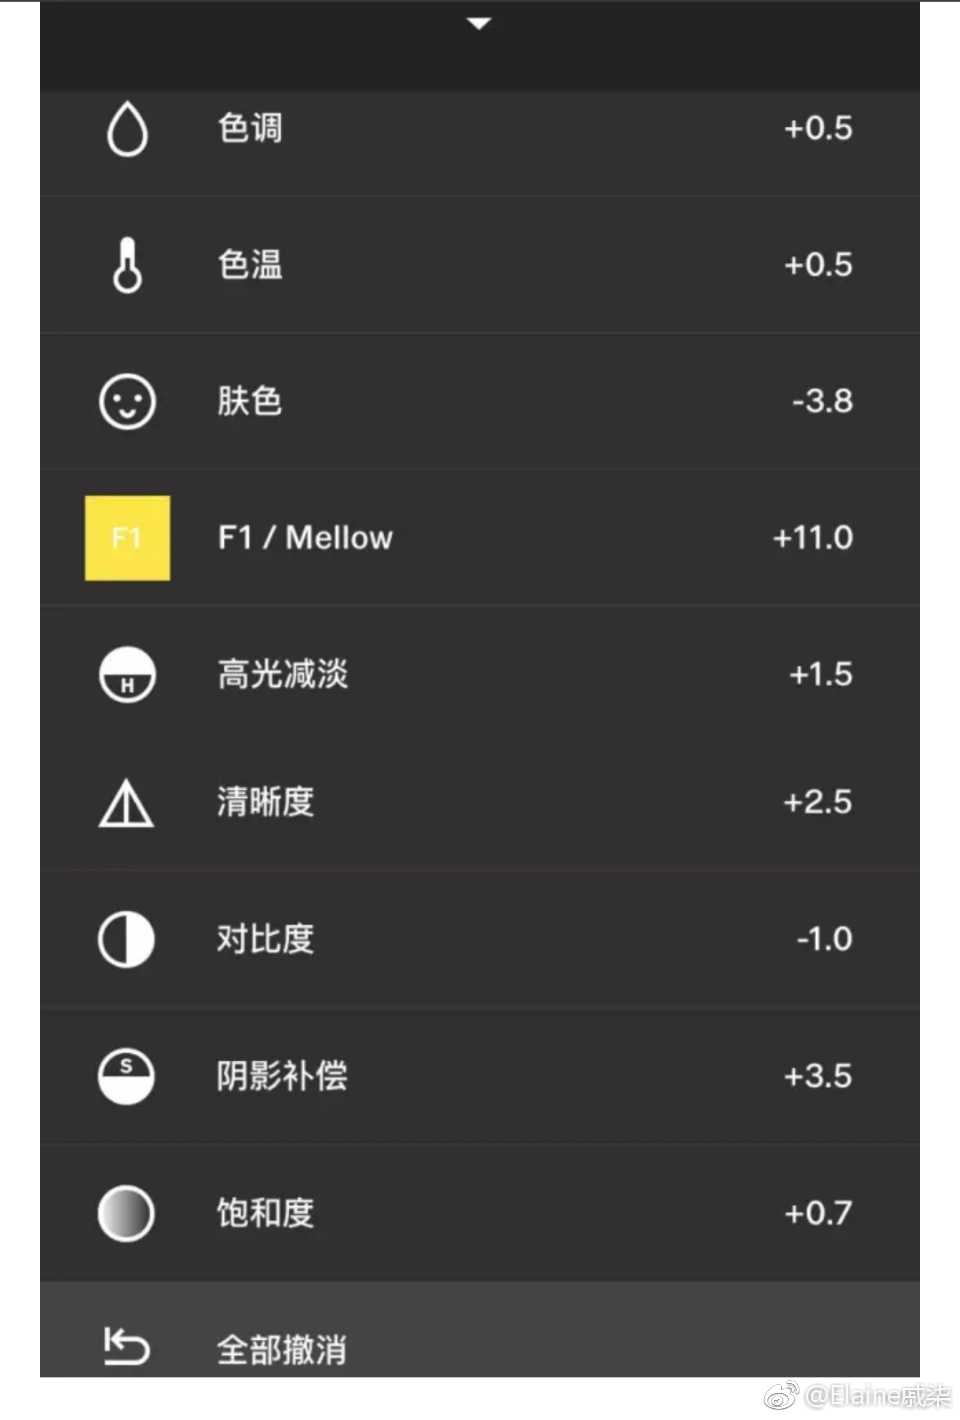 色调 +0.5
色温 +0.5
肤色 -3.8
F1 F1 / Mellow +11.0
H 高光减淡 +1.5
清晰度 +2.5
对比度 -1.0
S 阴影补偿 +3.5
饱和度 +0.7
全部撤消
@Elaine戚柒